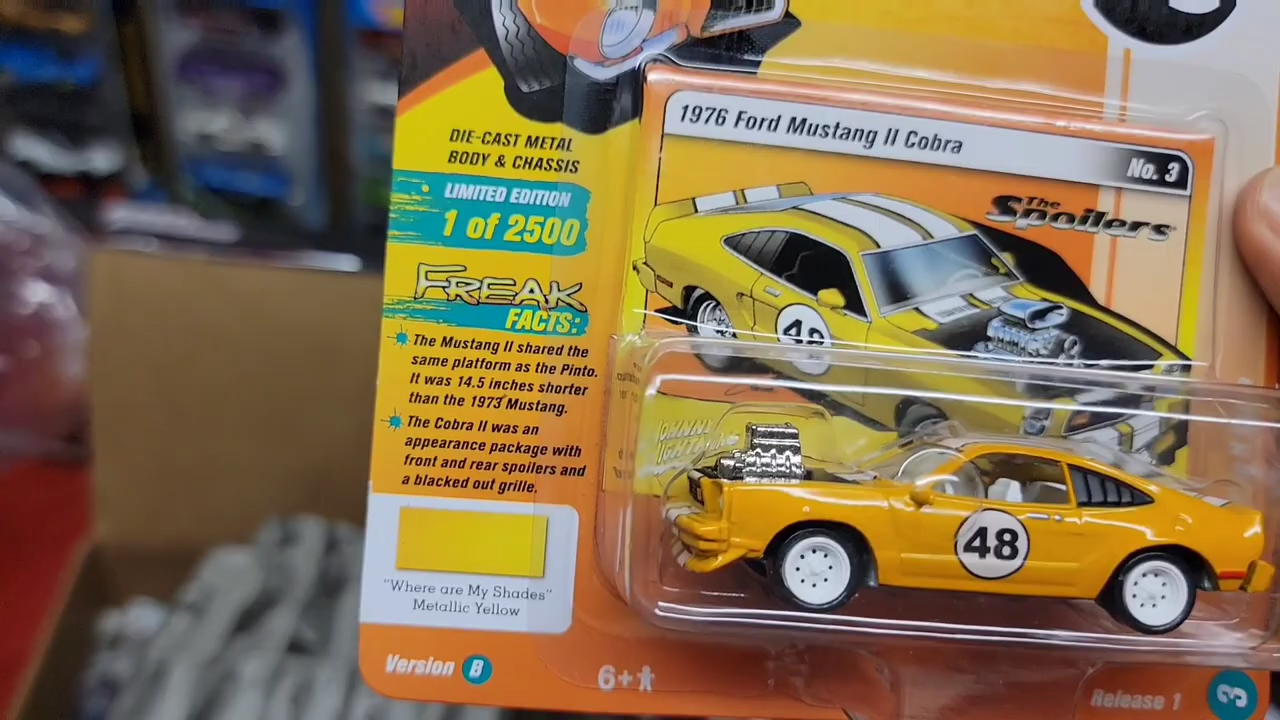 DIE-CAST METAL
BODY & CHASSIS
LIMITED EDITION
1 of 2500
FREAK
FACTS:
The Mustang II shared the
same platform as the Pinto.
It was 14.5 inches shorter
than the 1973 Mustang.
The Cobra II was an
appearance package with
front and rear spoilers and
a blacked out grille.
"Where are My Shades"
Metallic Yellow
Version B
6+
1976 Ford Mustang II Cobra
No. 3
The
Spoilers
48
JOHNNY
48
Release 1
3